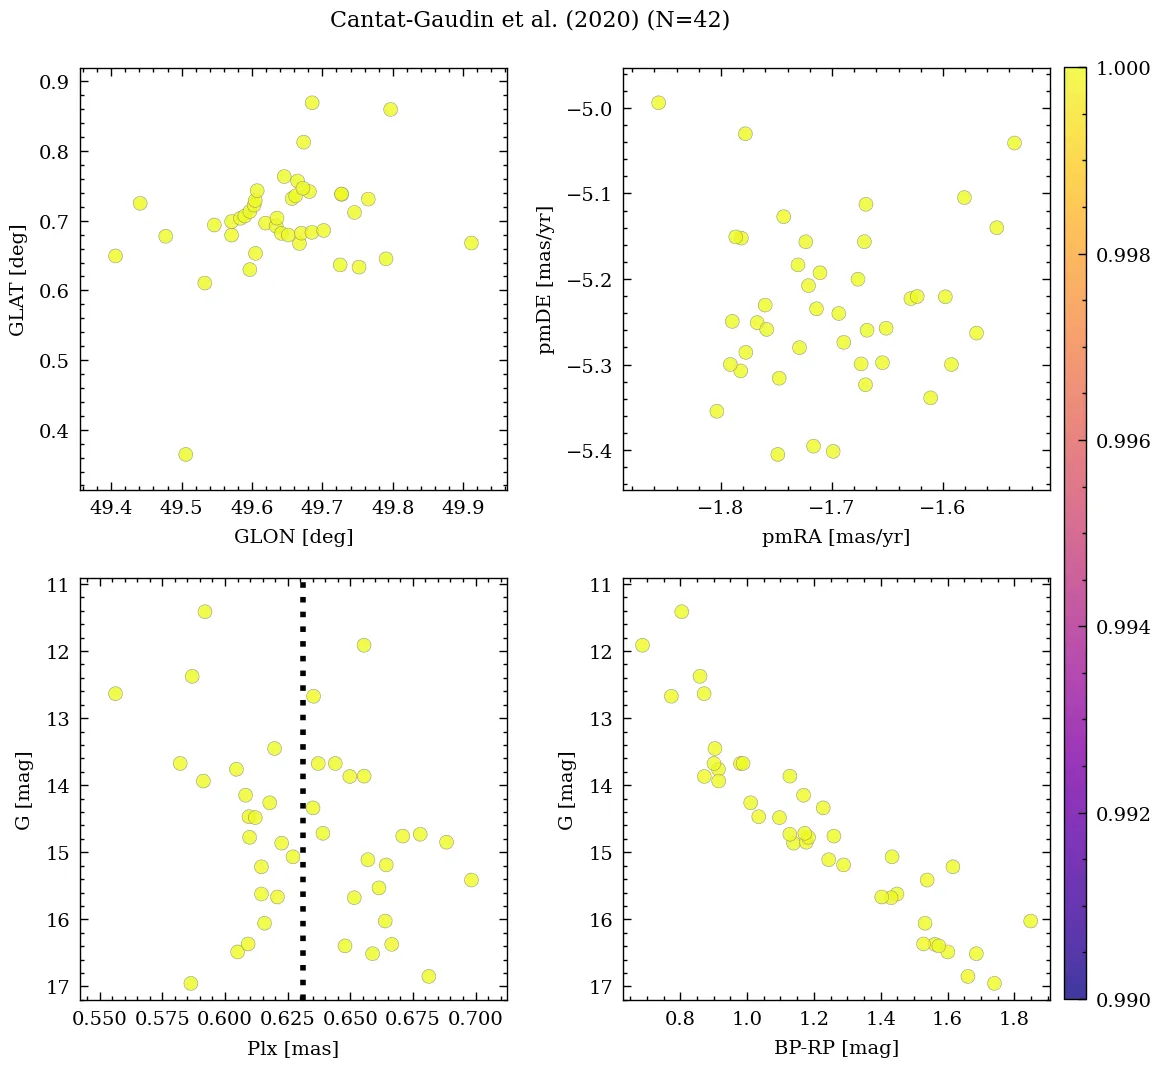 Cantat-Gaudin et al. (2020) (N=42)
0.9
0.8
0.7
0.6
0.5
0.4
GLAT [deg]
49.4 49.5 49.6 49.7 49.8 49.9
GLON [deg]
−5.0
−5.1
−5.2
−5.3
−5.4
pmDE [mas/yr]
−1.8 −1.7 −1.6
pmRA [mas/yr]
1.000
0.998
0.996
0.994
0.992
0.990
11
12
13
14
15
16
17
G [mag]
0.550 0.575 0.600 0.625 0.650 0.675 0.700
Plx [mas]
11
12
13
14
15
16
17
G [mag]
0.8 1.0 1.2 1.4 1.6 1.8
BP-RP [mag]